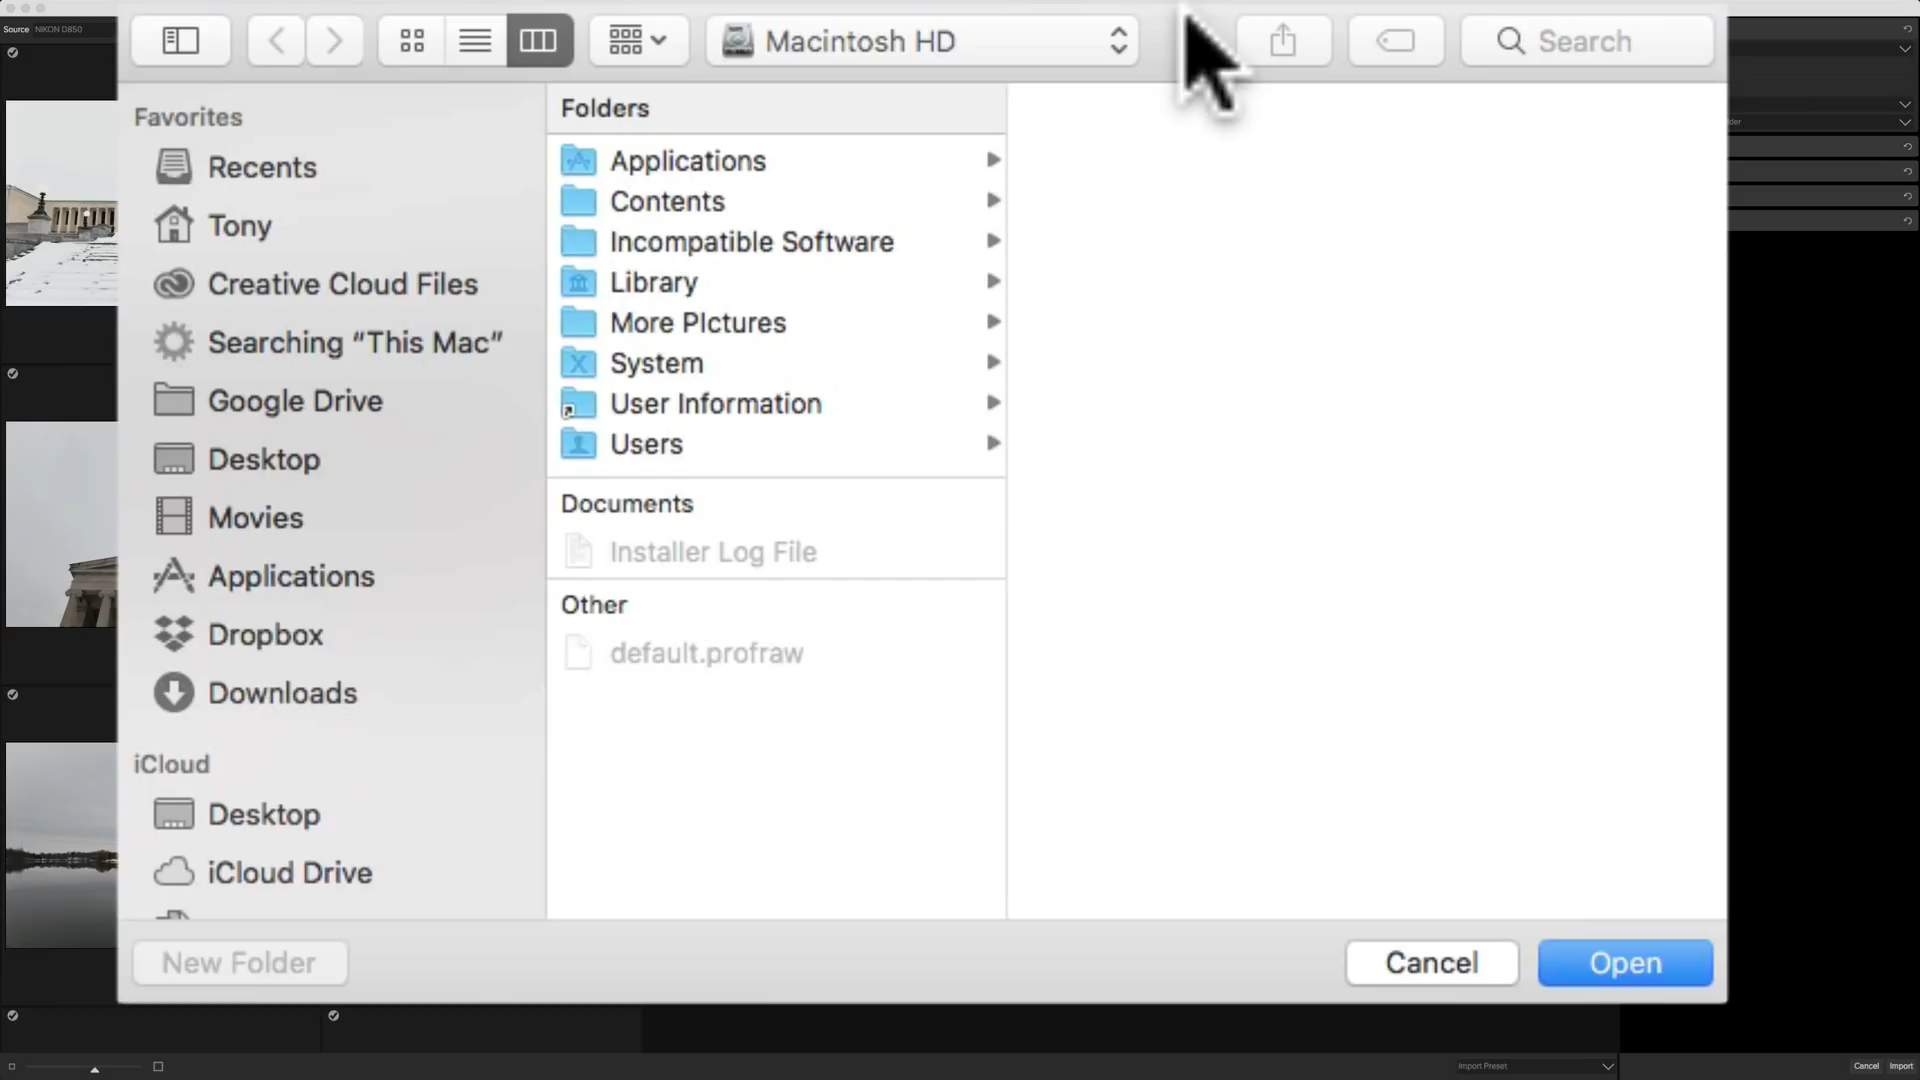 Source NIKON D850
Macintosh HD
Search
Favorites
Recents
Tony
Creative Cloud Files
Searching “This Mac”
Google Drive
Desktop
Movies
Applications
Dropbox
Downloads
iCloud
Desktop
iCloud Drive
Folders
Applications
Contents
Incompatible Software
Library
More PIctures
System
User Information
Users
Documents
Installer Log File
Other
default.profraw
New Folder
Cancel
Open
Import Preset
Cancel Import